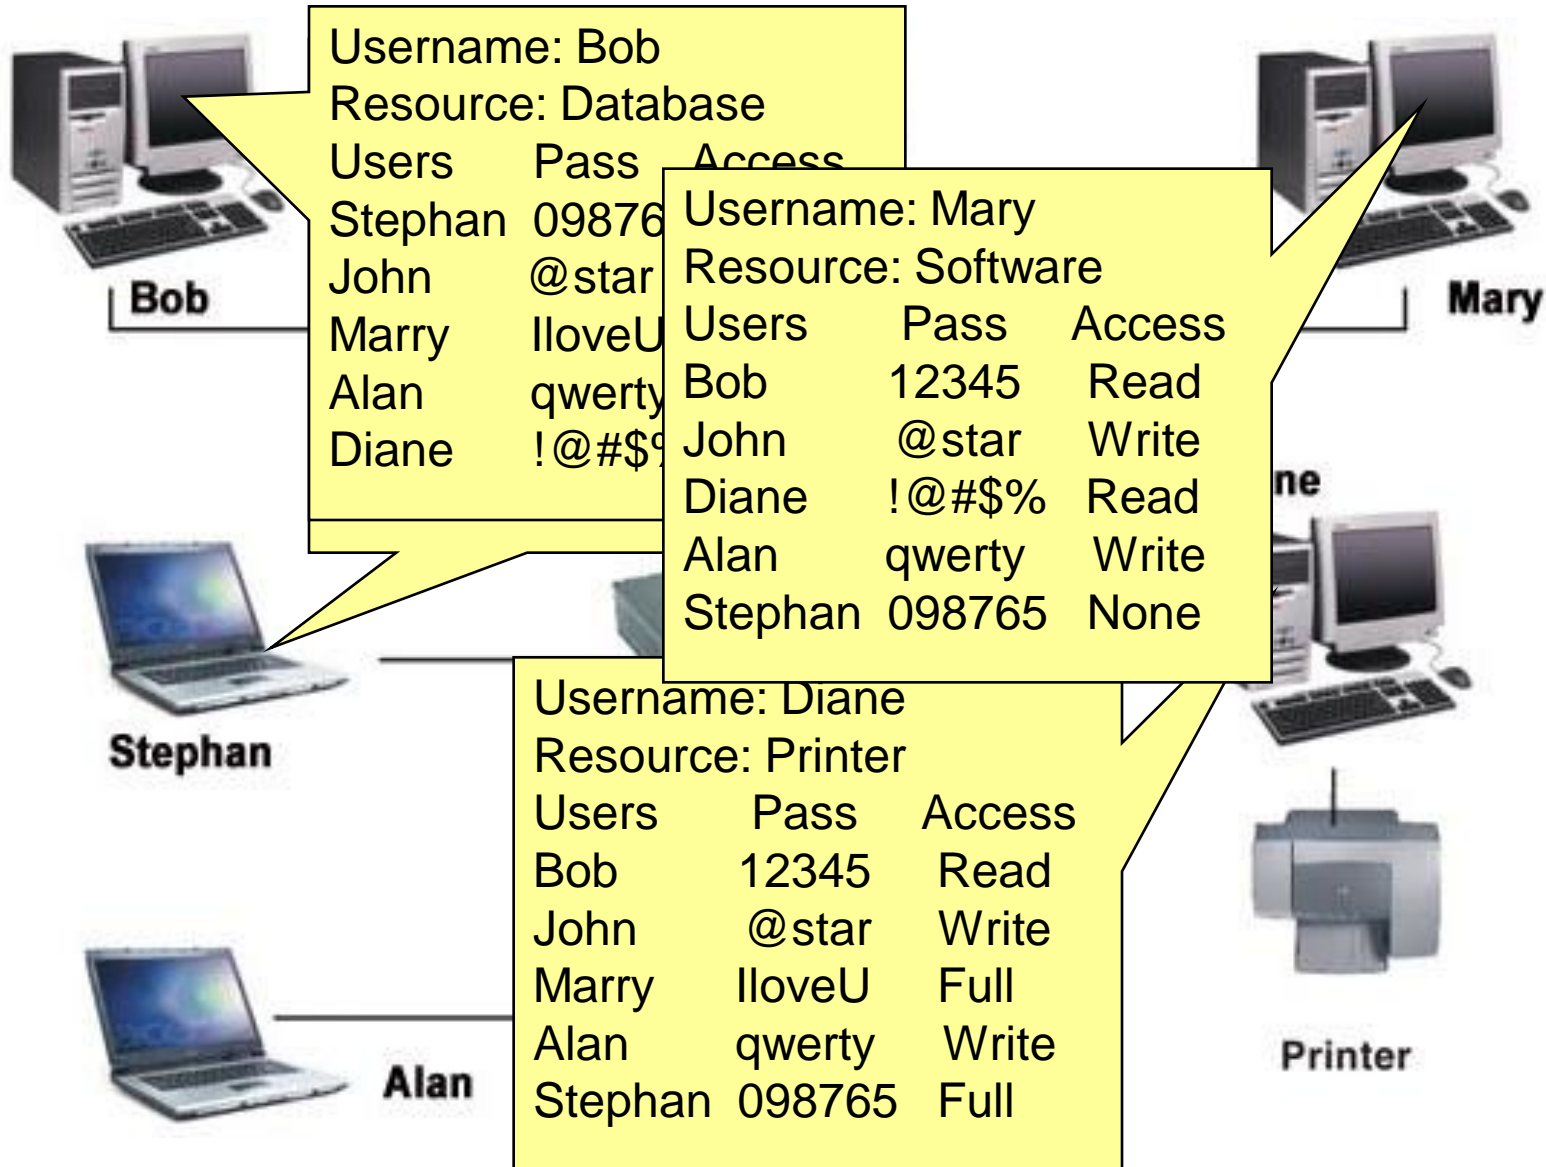 Username: Bob
Resource: Database
Users Pass Access
Stephan 09876
John @star
Marry IloveU
Alan qwerty
Diane !@#$%
Bob
Username: Mary
Resource: Software
Users Pass Access
Bob 12345 Read
John @star Write
Diane !@#$% Read
Alan qwerty Write
Stephan 098765 None
Mary
ne
Stephan
Username: Diane
Resource: Printer
Users Pass Access
Bob 12345 Read
John @star Write
Marry IloveU Full
Alan qwerty Write
Stephan 098765 Full
Alan
Printer